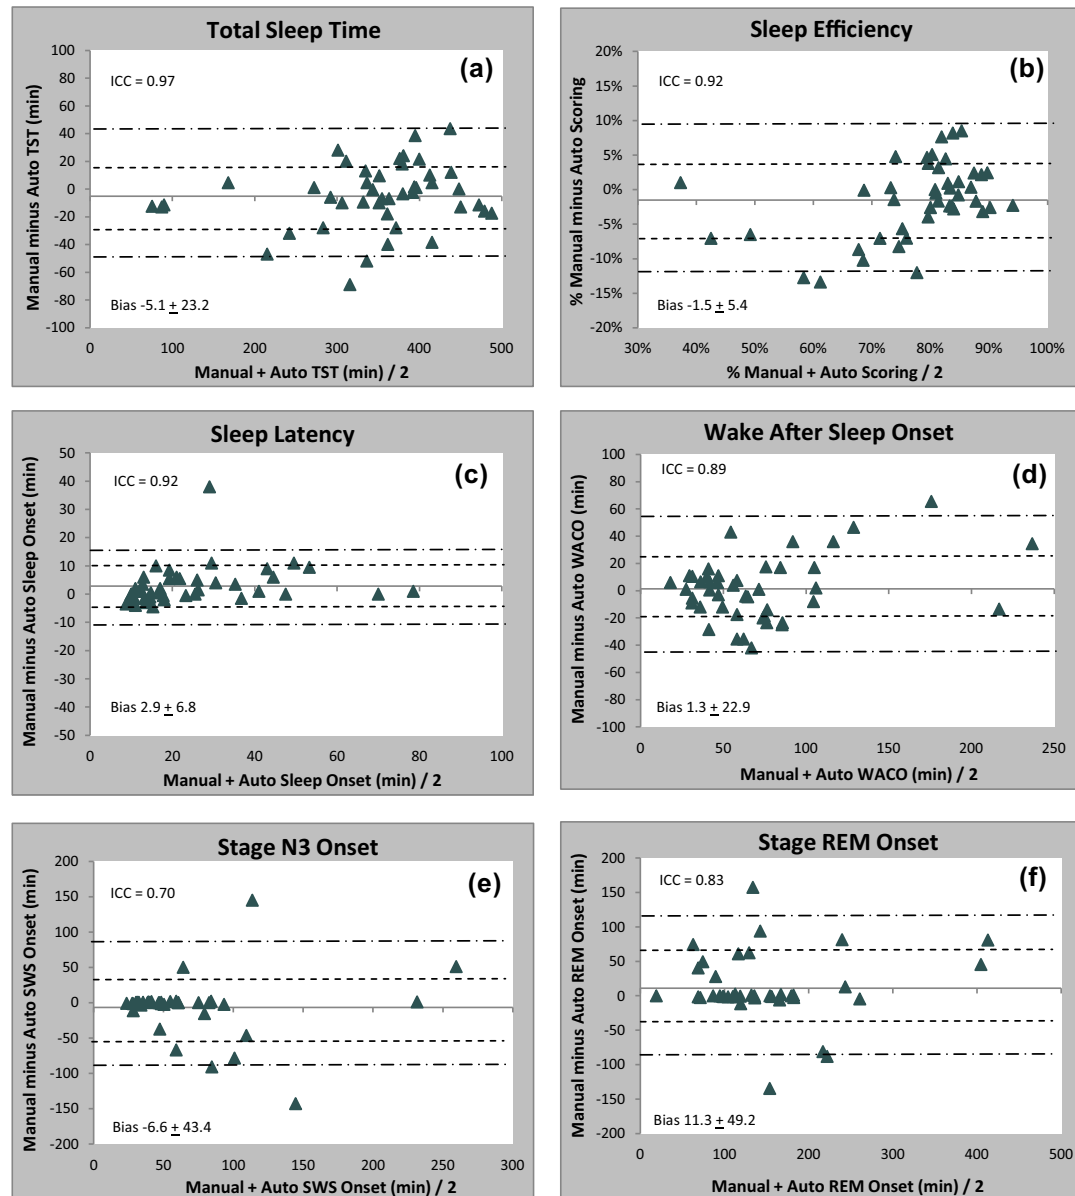 Total Sleep Time
(a)
ICC = 0.97
Manual minus Auto TST (min)
100
80
60
40
20
0
-20
-40
-60
-80
-100
Bias -5.1 ± 23.2
0 100 200 300 400 500
Manual + Auto TST (min) / 2
Sleep Efficiency
(b)
ICC = 0.92
% Manual minus Auto Scoring
20%
15%
10%
5%
0%
-5%
-10%
-15%
-20%
Bias -1.5 ± 5.4
30% 40% 50% 60% 70% 80% 90% 100%
% Manual + Auto Scoring / 2
Sleep Latency
(c)
ICC = 0.92
Manual minus Auto Sleep Onset (min)
50
40
30
20
10
0
-10
-20
-30
-40
-50
Bias 2.9 ± 6.8
0 20 40 60 80 100
Manual + Auto Sleep Onset (min) / 2
Wake After Sleep Onset
(d)
ICC = 0.89
Manual minus Auto WACO (min)
100
80
60
40
20
0
-20
-40
-60
-80
-100
Bias 1.3 ± 22.9
0 50 100 150 200 250
Manual + Auto WACO (min) / 2
Stage N3 Onset
(e)
ICC = 0.70
Manual minus Auto SWS Onset (min)
200
150
100
50
0
-50
-100
-150
-200
Bias -6.6 ± 43.4
0 50 100 150 200 250 300
Manual + Auto SWS Onset (min) / 2
Stage REM Onset
(f)
ICC = 0.83
Manual minus Auto REM Onset (min)
200
150
100
50
0
-50
-100
-150
-200
Bias 11.3 ± 49.2
0 100 200 300 400 500
Manual + Auto REM Onset (min) / 2